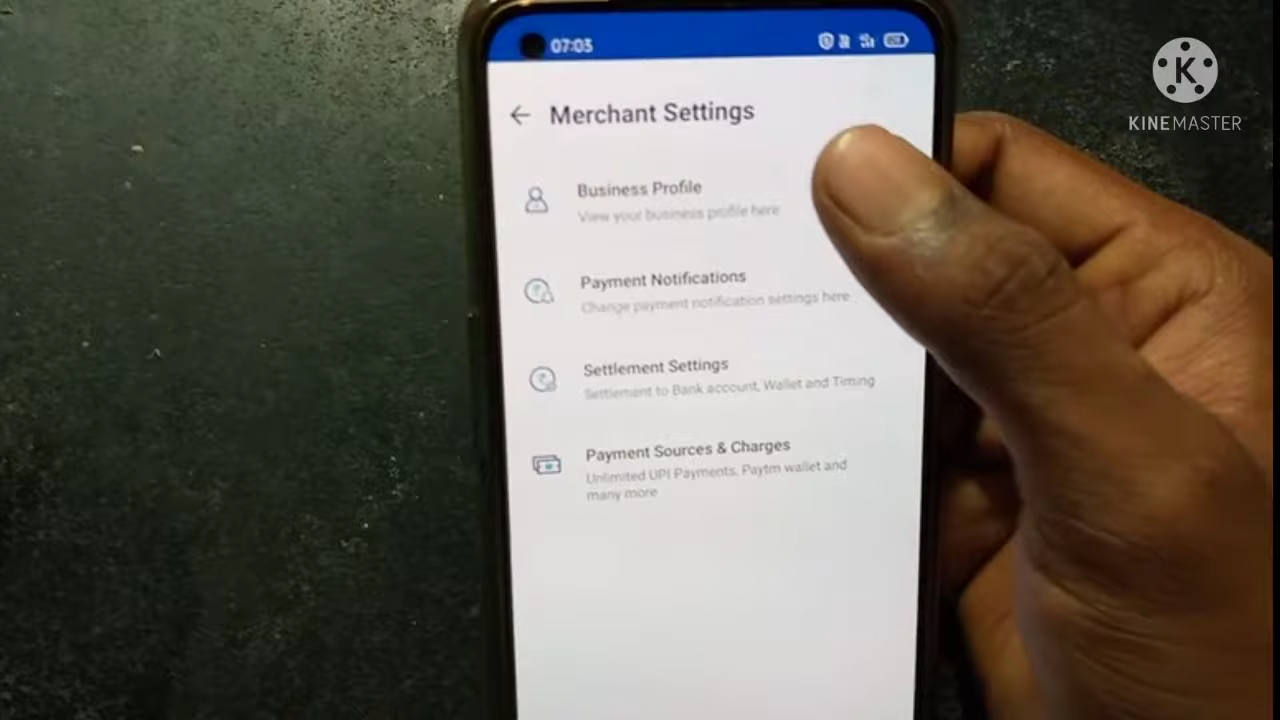 07:03
Merchant Settings
Business Profile
View your business profile here
Payment Notifications
Change payment notification settings here
Settlement Settings
Settlement to Bank account, Wallet and Timing
Payment Sources & Charges
Unlimited UPI Payments, Paytm wallet and
many more
K
KINEMASTER